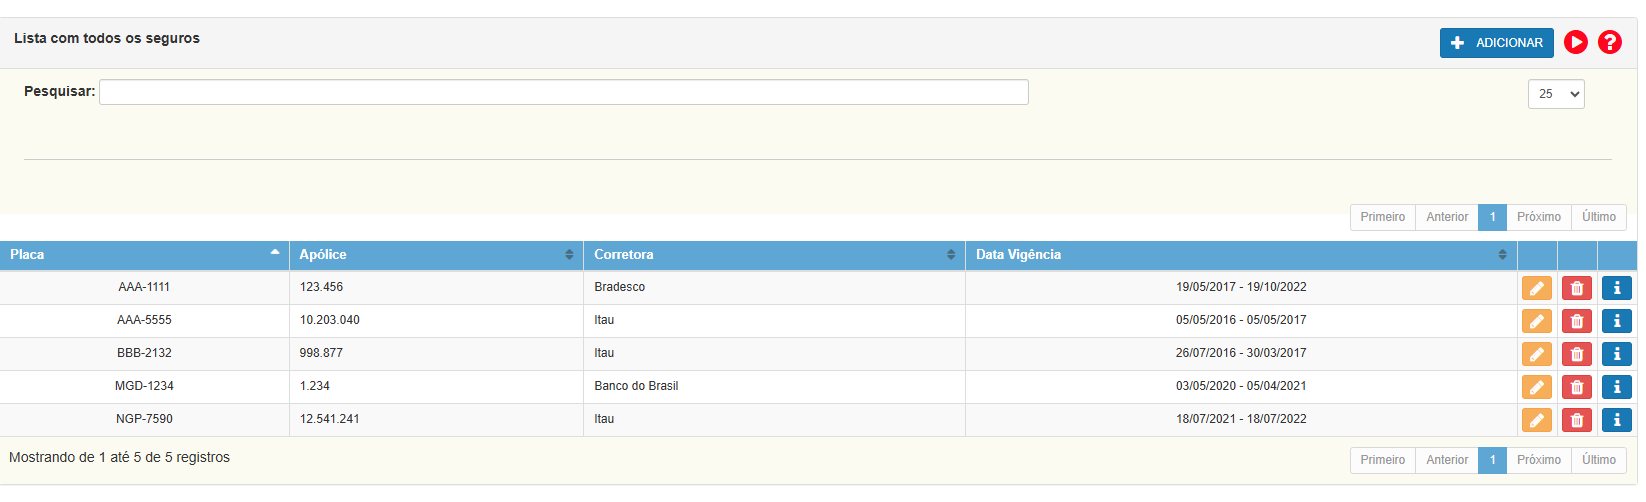 Lista com todos os seguros
ADICIONAR
Pesquisar:
25
Primeiro Anterior 1 Próximo Último
Placa Apólice Corretora Data Vigência
AAA-1111 123.456 Bradesco 19/05/2017 - 19/10/2022
AAA-5555 10.203.040 Itau 05/05/2016 - 05/05/2017
BBB-2132 998.877 Itau 26/07/2016 - 30/03/2017
MGD-1234 1.234 Banco do Brasil 03/05/2020 - 05/04/2021
NGP-7590 12.541.241 Itau 18/07/2021 - 18/07/2022
Mostrando de 1 até 5 de 5 registros
Primeiro Anterior 1 Próximo Último